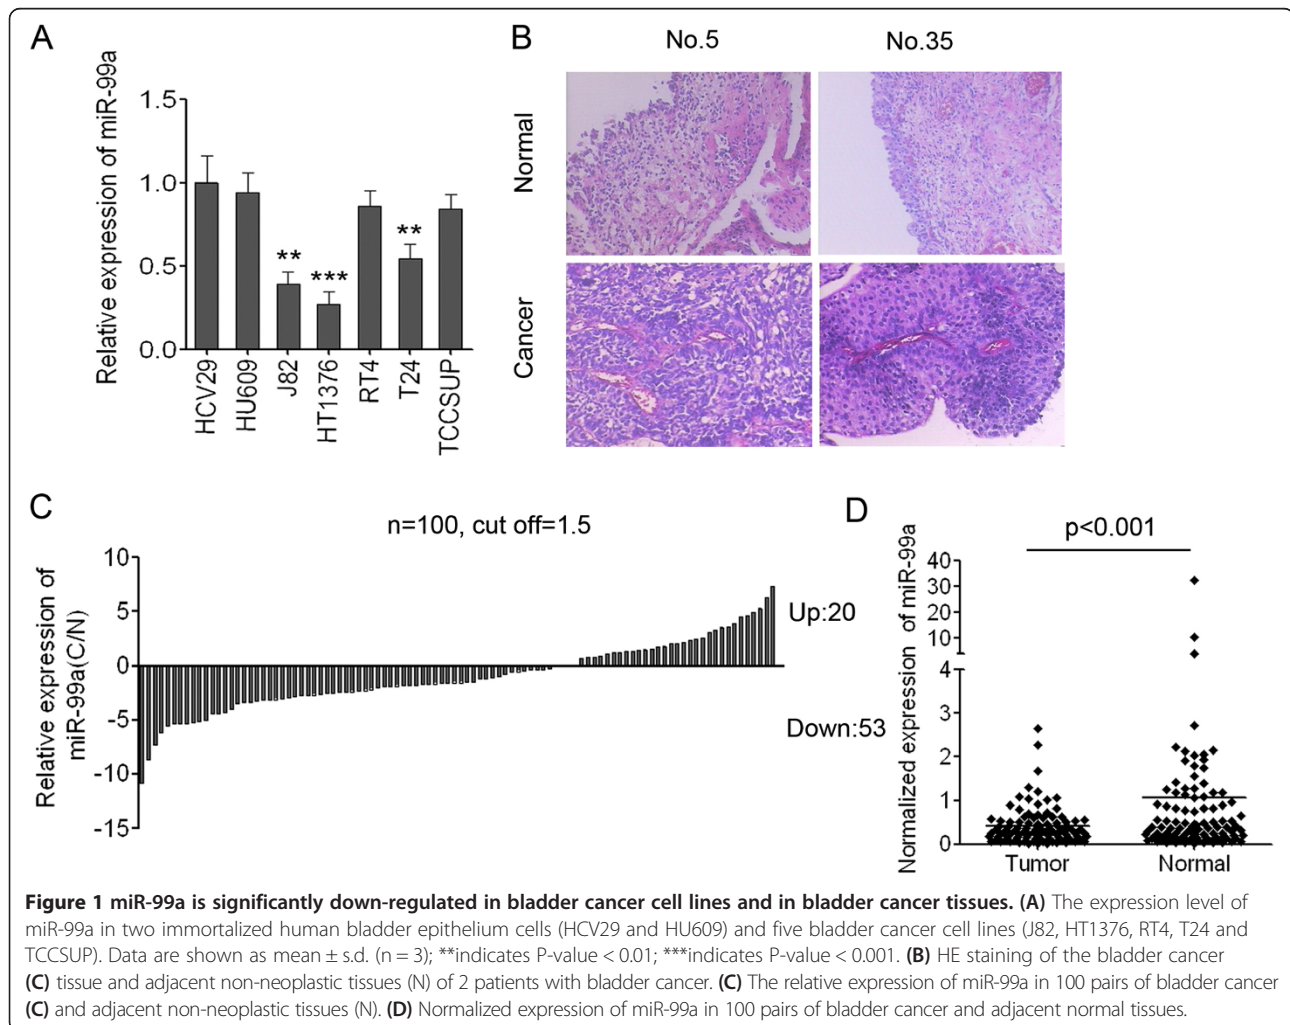 A
Relative expression of miR-99a
1.5
1.0
0.5
0.0
**
***
**
HCV29
HU609
J82
HT1376
RT4
T24
TCCSUP
B
No.5
No.35
Normal
Cancer
C
n=100, cut off=1.5
Relative expression of
miR-99a(C/N)
10
5
0
-5
-10
-15
Up:20
Down:53
D
p<0.001
Normalized expression of miR-99a
40
30
20
10
4
3
2
1
0
Tumor
Normal
Figure 1 miR-99a is significantly down-regulated in bladder cancer cell lines and in bladder cancer tissues. (A) The expression level of
miR-99a in two immortalized human bladder epithelium cells (HCV29 and HU609) and five bladder cancer cell lines (J82, HT1376, RT4, T24 and
TCCSUP). Data are shown as mean ± s.d. (n = 3); **indicates P-value < 0.01; ***indicates P-value < 0.001. (B) HE staining of the bladder cancer
(C) tissue and adjacent non-neoplastic tissues (N) of 2 patients with bladder cancer. (C) The relative expression of miR-99a in 100 pairs of bladder cancer
(C) and adjacent non-neoplastic tissues (N). (D) Normalized expression of miR-99a in 100 pairs of bladder cancer and adjacent normal tissues.